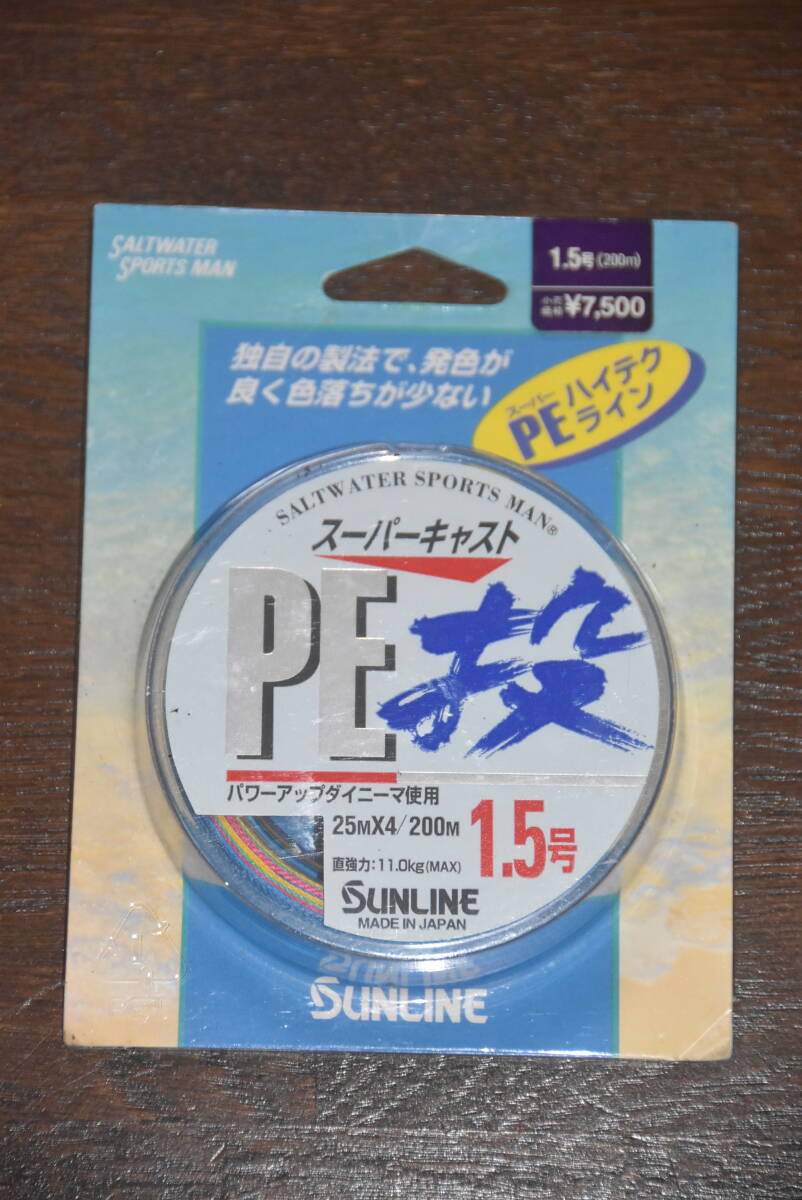 SALTWATER
SPORTS MAN
1.5号(200m)
小売価格 ¥7,500
独自の製法で、発色が
良く色落ちが少ない
スーパー ハイテク
PE ライン
SALTWATER SPORTS MAN®
スーパーキャスト
PE 投
パワーアップダイニーマ使用
25M×4/200M 1.5号
直強力:11.0kg(MAX)
SUNLINE
MADE IN JAPAN
SUNLINE